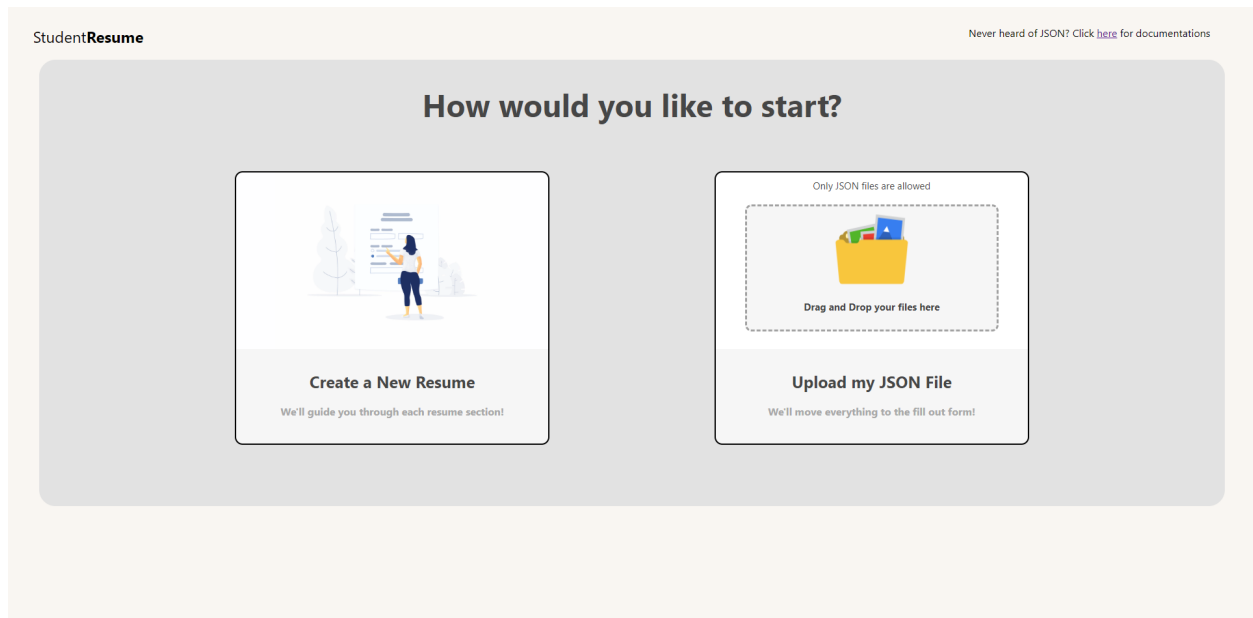 StudentResume
Never heard of JSON? Click here for documentations
How would you like to start?
Only JSON files are allowed
Drag and Drop your files here
Create a New Resume
We'll guide you through each resume section!
Upload my JSON File
We'll move everything to the fill out form!